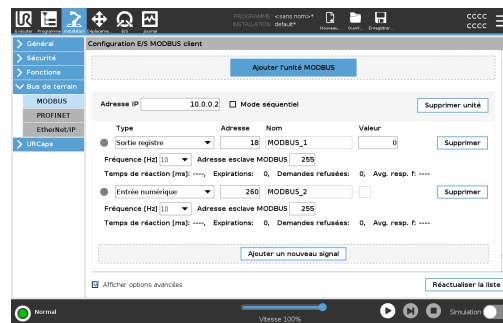 UR
PROGRAMME <sans nom>*
INSTALLATION default*
CCCC
CCCC
Exécuter Programme Installation Déplaceme... E/S Journal
Nouveau... Ouvrir... Enregistrer...
Général
Sécurité
Fonctions
Bus de terrain
MODBUS
PROFINET
EtherNet/IP
URCaps
Configuration E/S MODBUS client
Ajouter l'unité MODBUS
Adresse IP 10.0.0.2 Mode séquentiel Supprimer unité
Type Adresse Nom Valeur
Sortie registre 18 MODBUS_1 0 Supprimer
Fréquence [Hz] 10 Adresse esclave MODBUS 255
Temps de réaction [ms]: ----, Expirations: 0, Demandes refusées: 0, Avg. resp. f: ----
Entrée numérique 260 MODBUS_2 Supprimer
Fréquence [Hz] 10 Adresse esclave MODBUS 255
Temps de réaction [ms]: ----, Expirations: 0, Demandes refusées: 0, Avg. resp. f: ----
Ajouter un nouveau signal
Afficher options avancées Réactualiser la liste
Normal
Vitesse 100%
Simulation